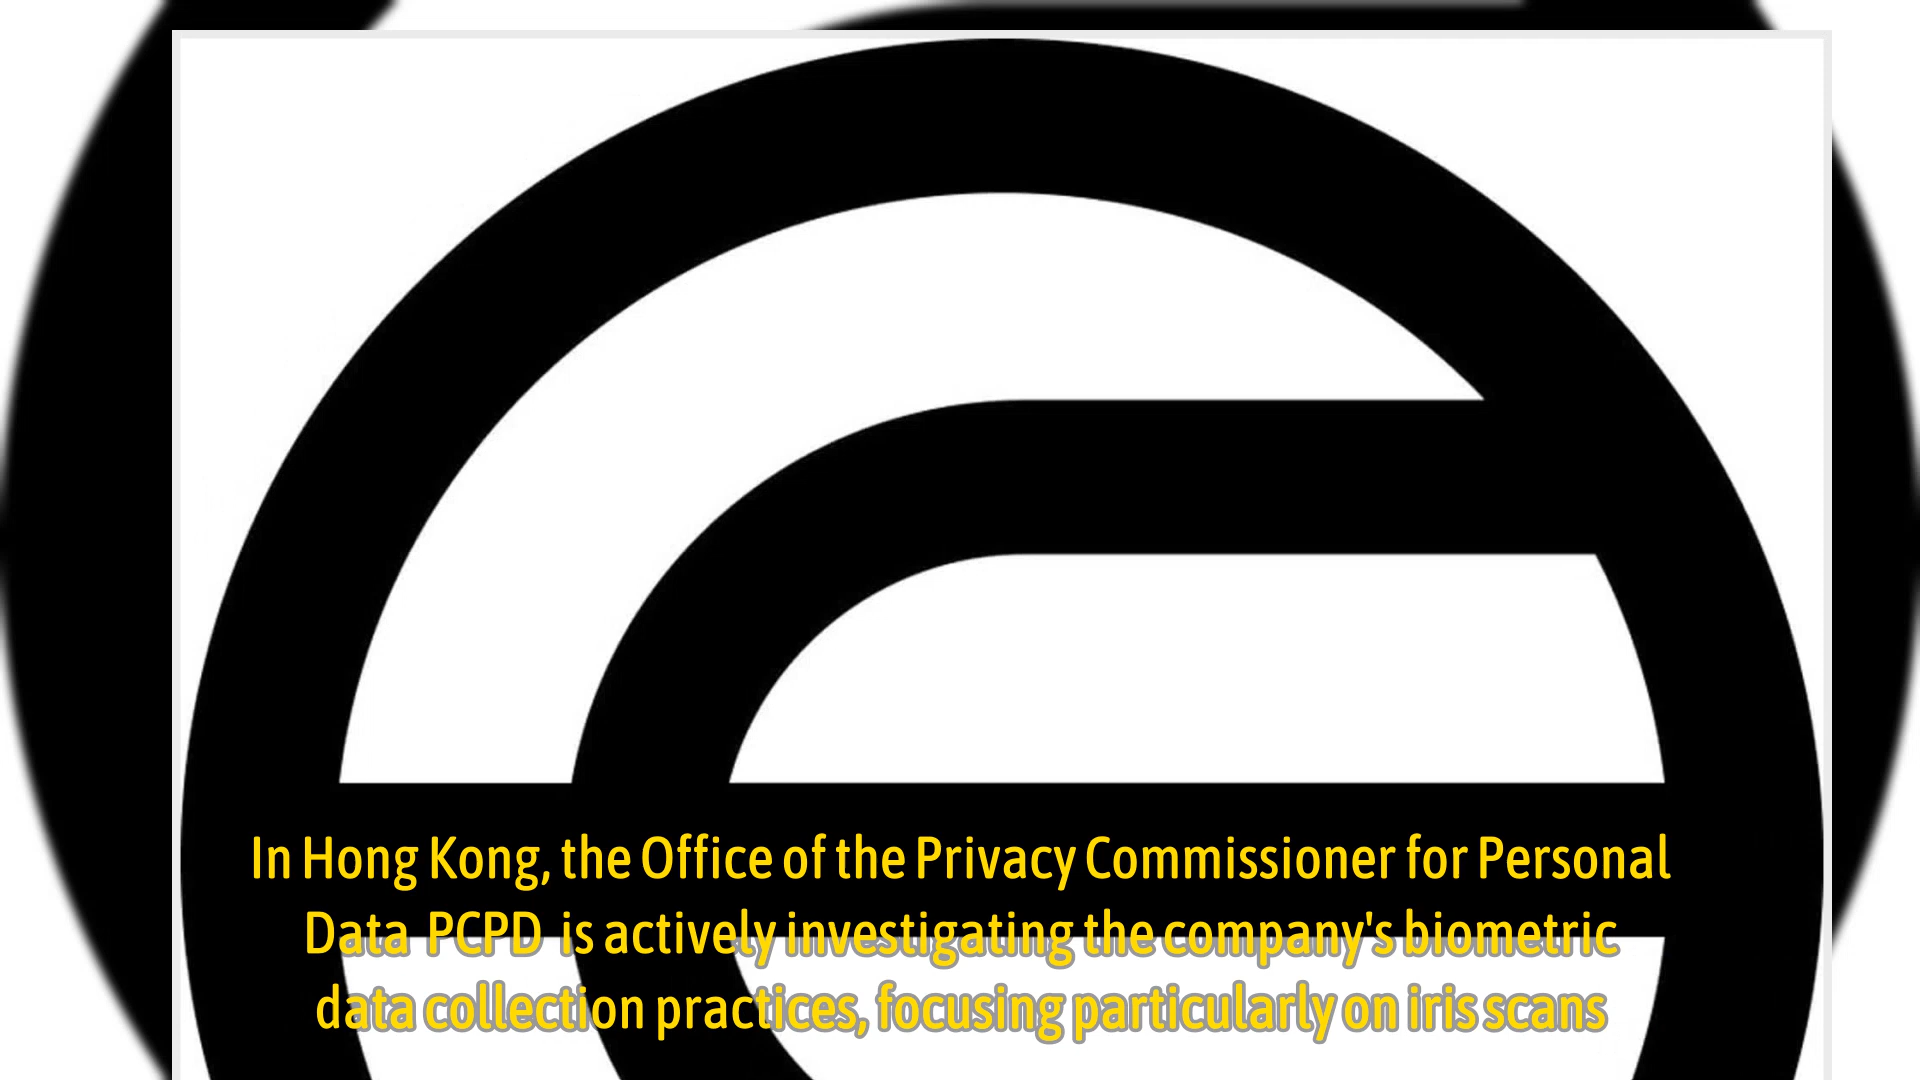 In Hong Kong, the Office of the Privacy Commissioner for Personal
Data PCPD is actively investigating the company's biometric
data collection practices, focusing particularly on iris scans